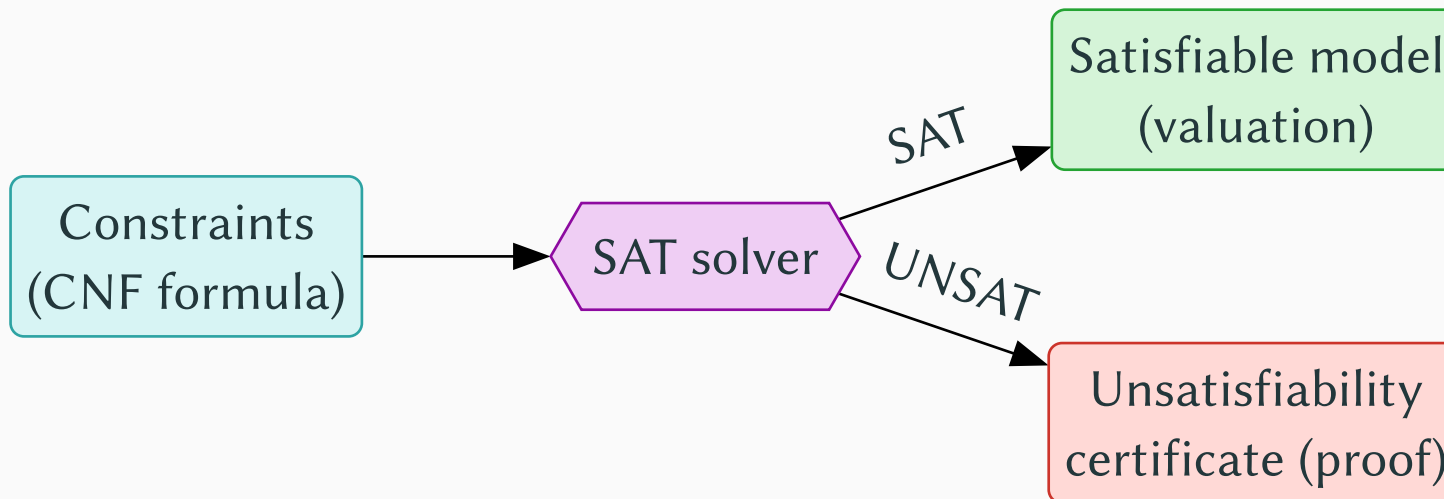 Constraints
(CNF formula)
SAT solver
SAT
Satisfiable model
(valuation)
UNSAT
Unsatisfiability
certificate (proof)